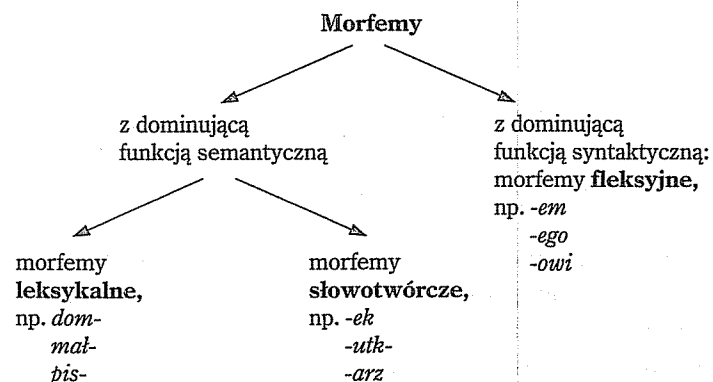 Morfemy
z dominującą
funkcją semantyczną
z dominującą
funkcją syntaktyczną:
morfemy fleksyjne,
np. -em
-ego
-owi
morfemy
leksykalne,
np. dom-
mał-
pis-
morfemy
słowotwórcze,
np. -ek
-utk-
-arz